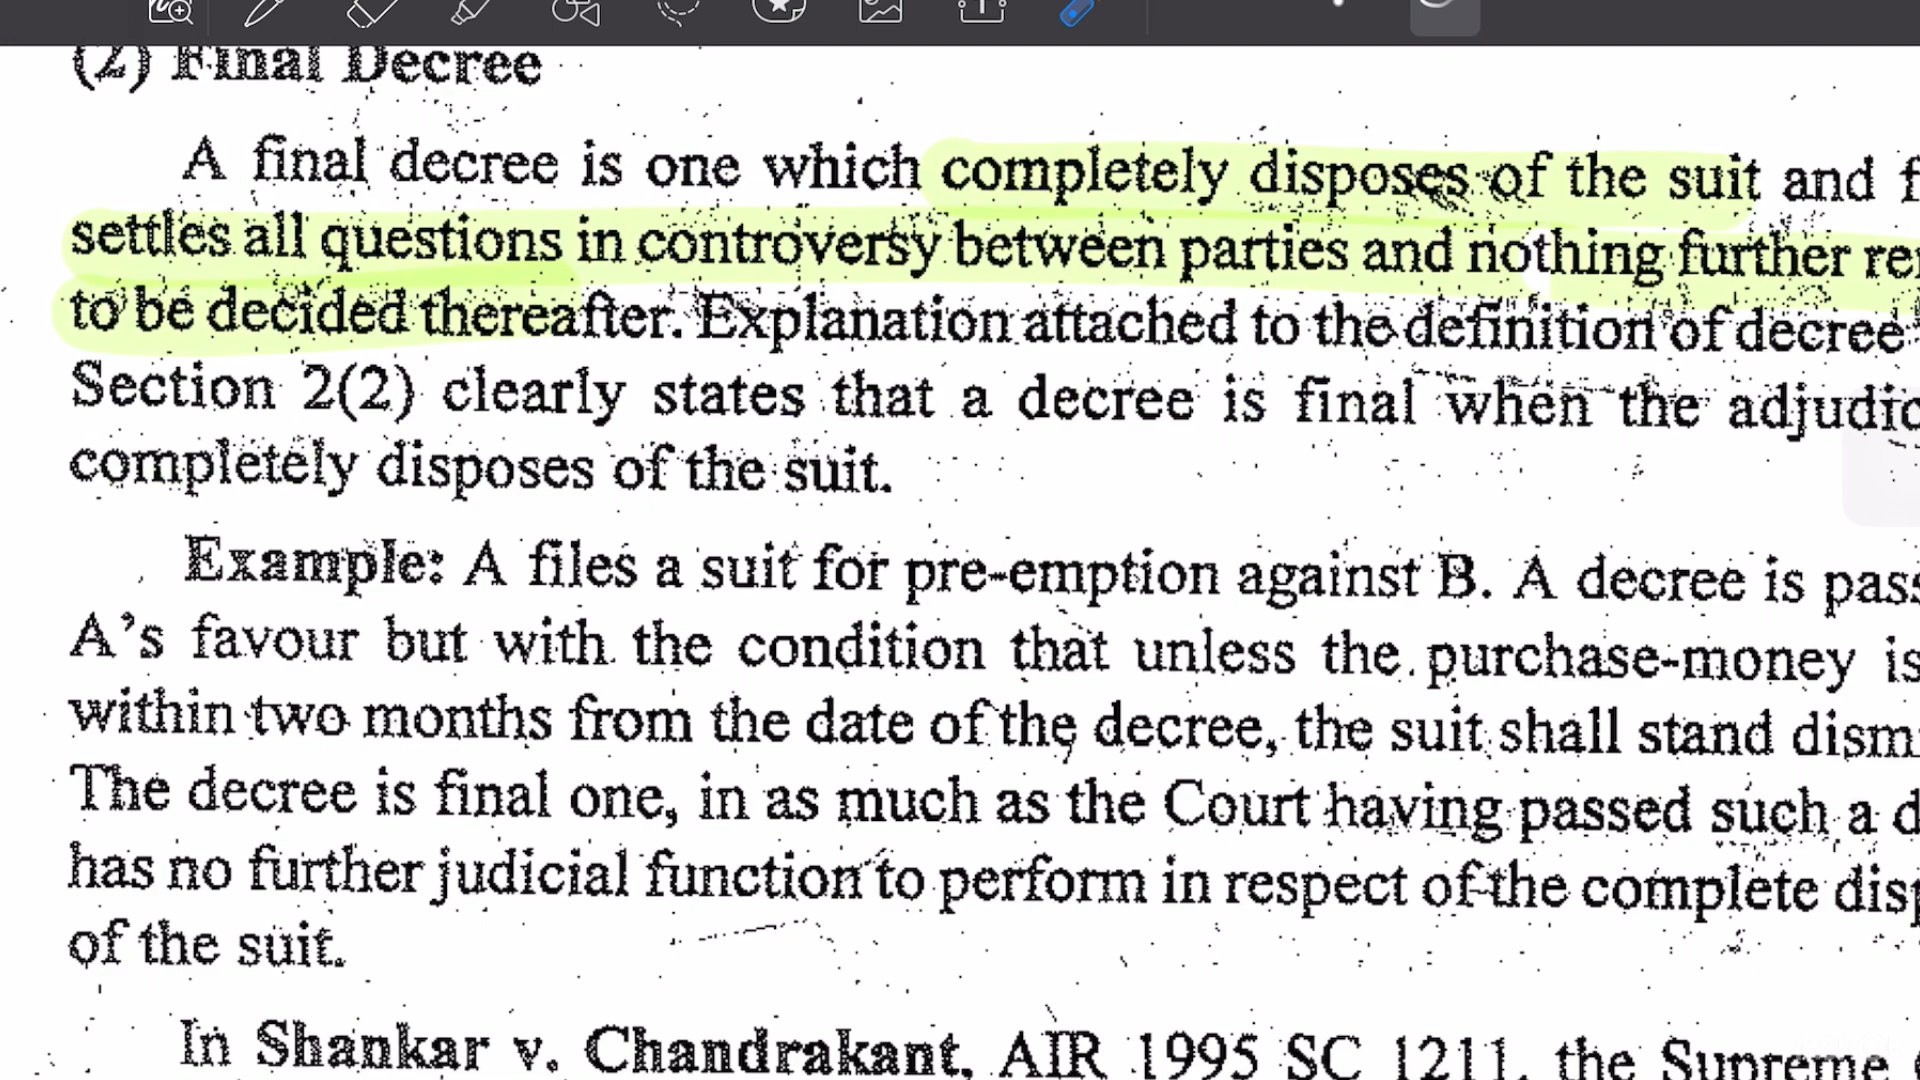 (2) Final Decree
A final decree is one which completely disposes of the suit and
settles all questions in controversy between parties and nothing further
to be decided thereafter. Explanation attached to the definition of decree
Section 2(2) clearly states that a decree is final when the
completely disposes of the suit.
Example: A files a suit for pre-emption against B. A decree is
A's favour but with the condition that unless the purchase-money is
within two months from the date of the decree, the suit shall stand
The decree is final one, in as much as the Court having passed such a
has no further judicial function to perform in respect of the complete
of the suit.
In Shankar v. Chandrakant, AIR 1995 SC 1211, the Supreme